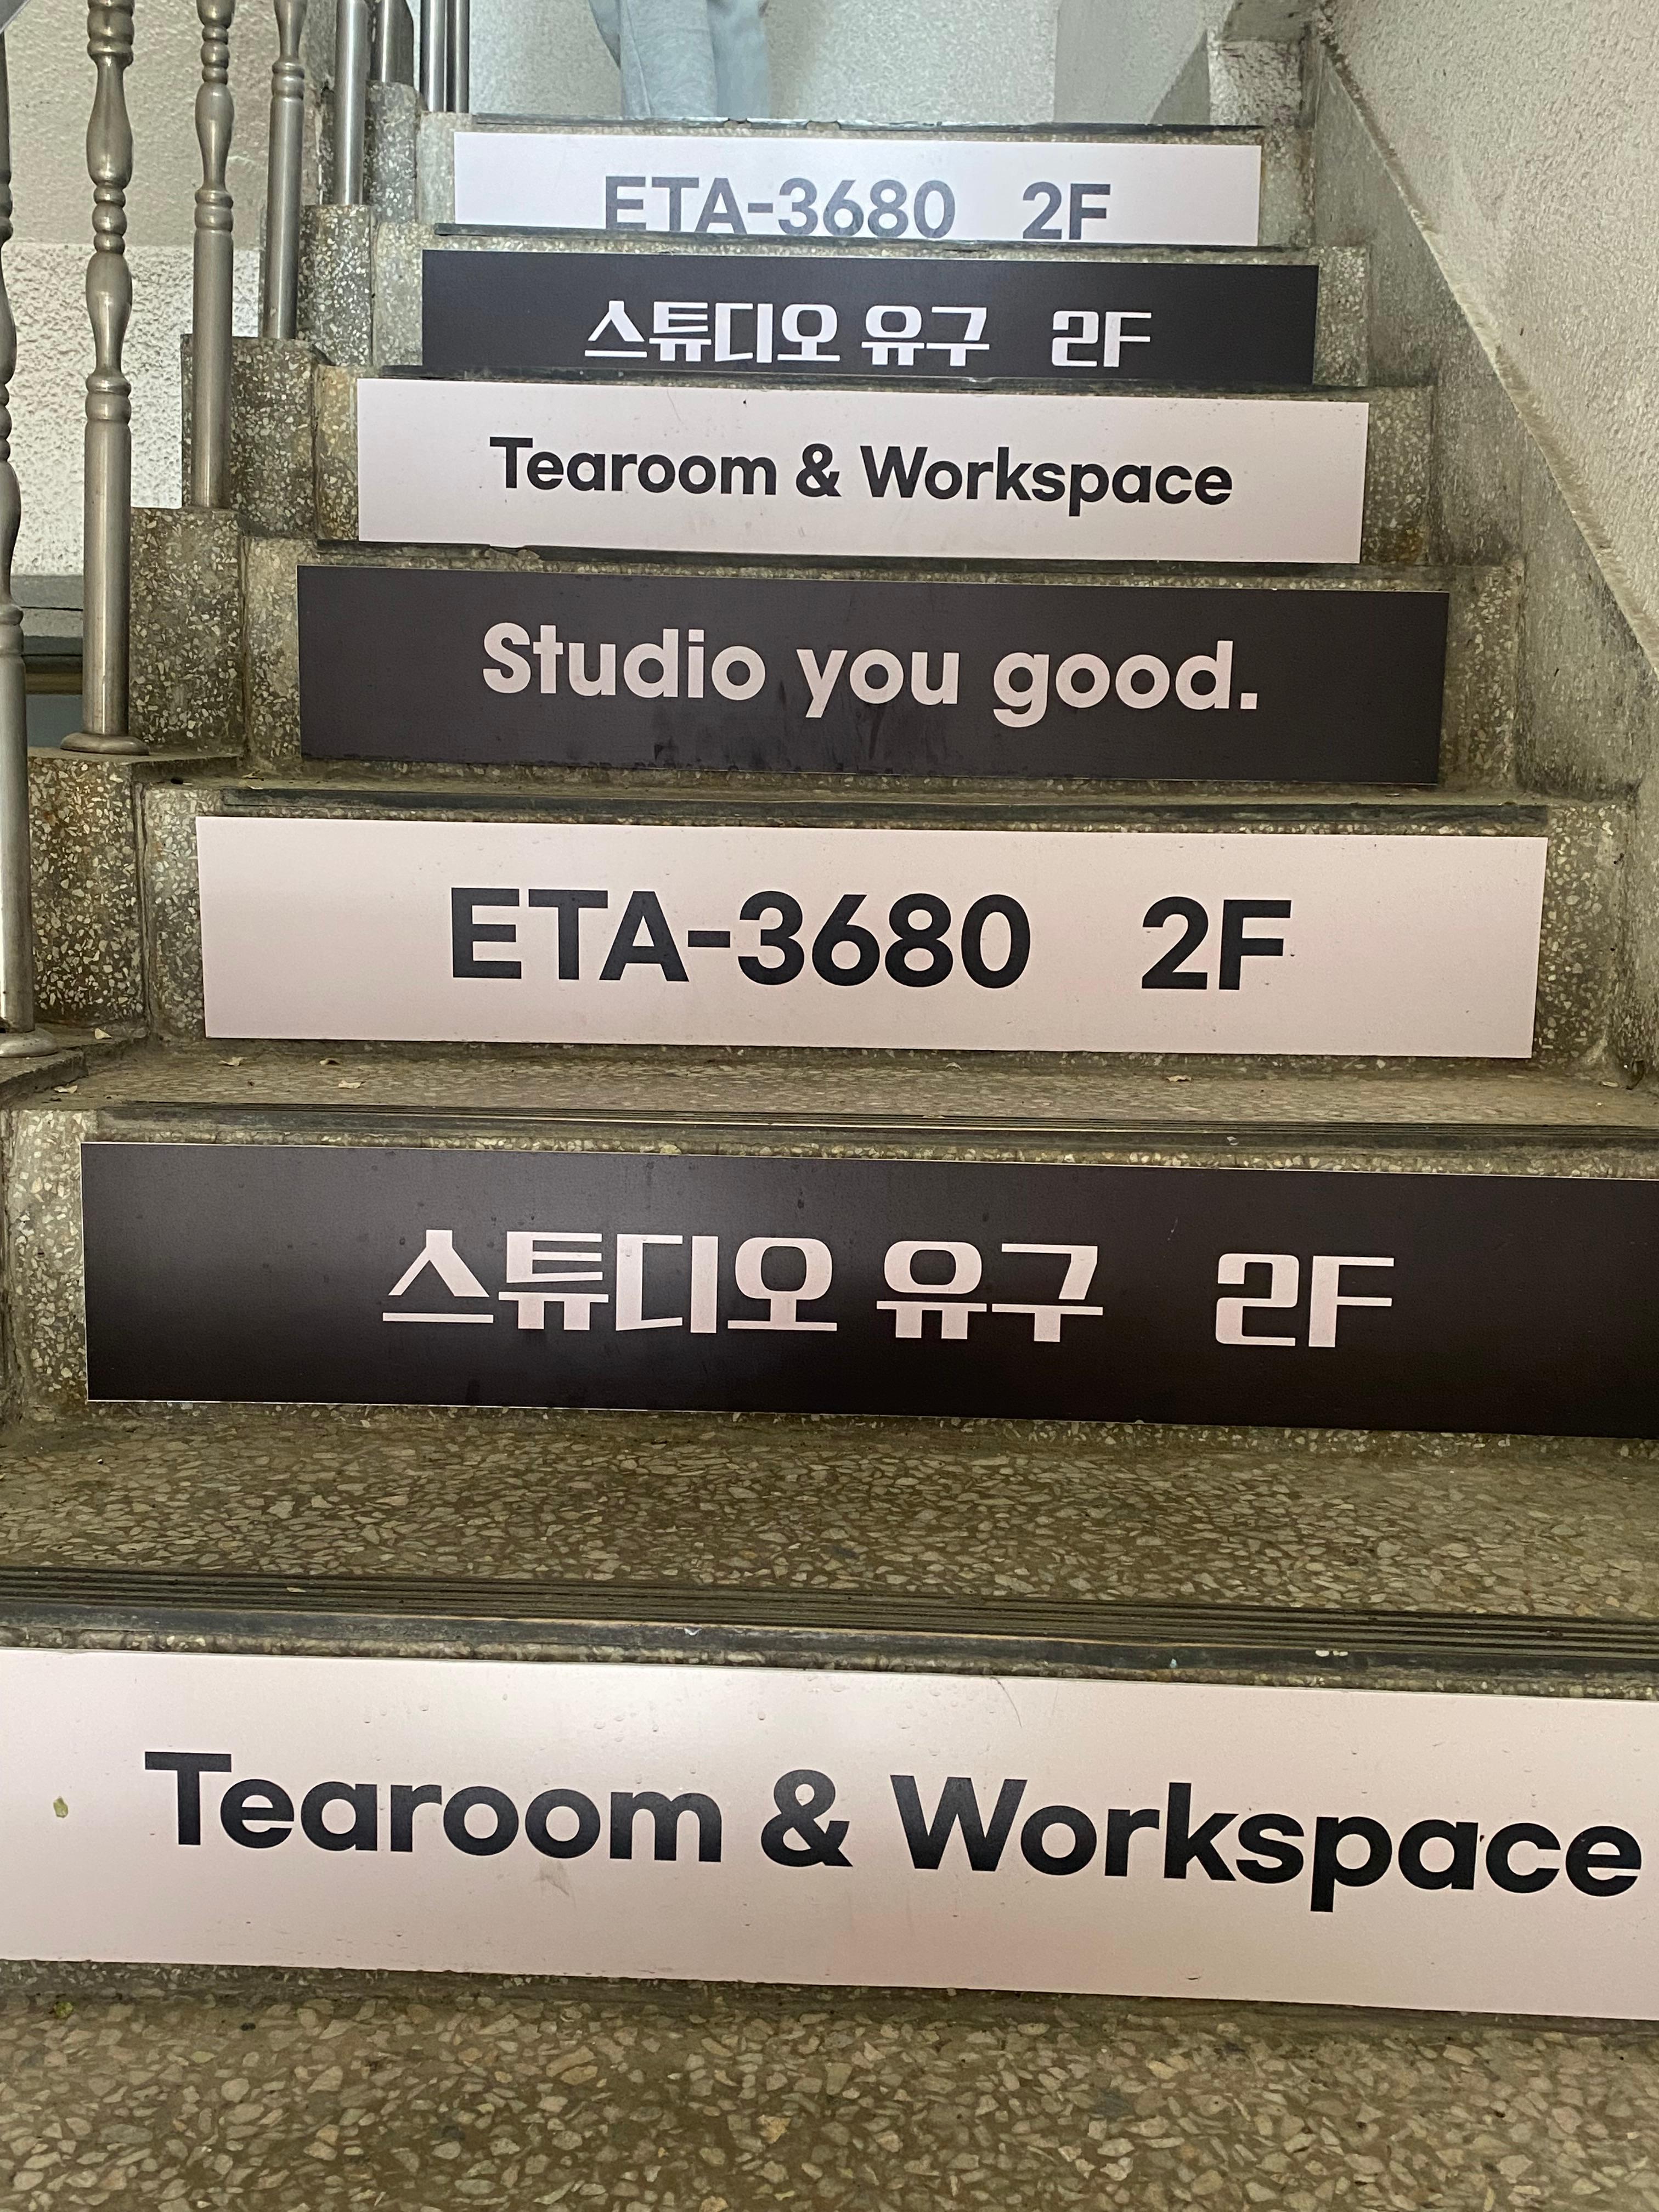 ETA-3680 2F
스튜디오 유구 2F
Tearoom & Workspace
Studio you good.
ETA-3680 2F
스튜디오 유구 2F
Tearoom & Workspace